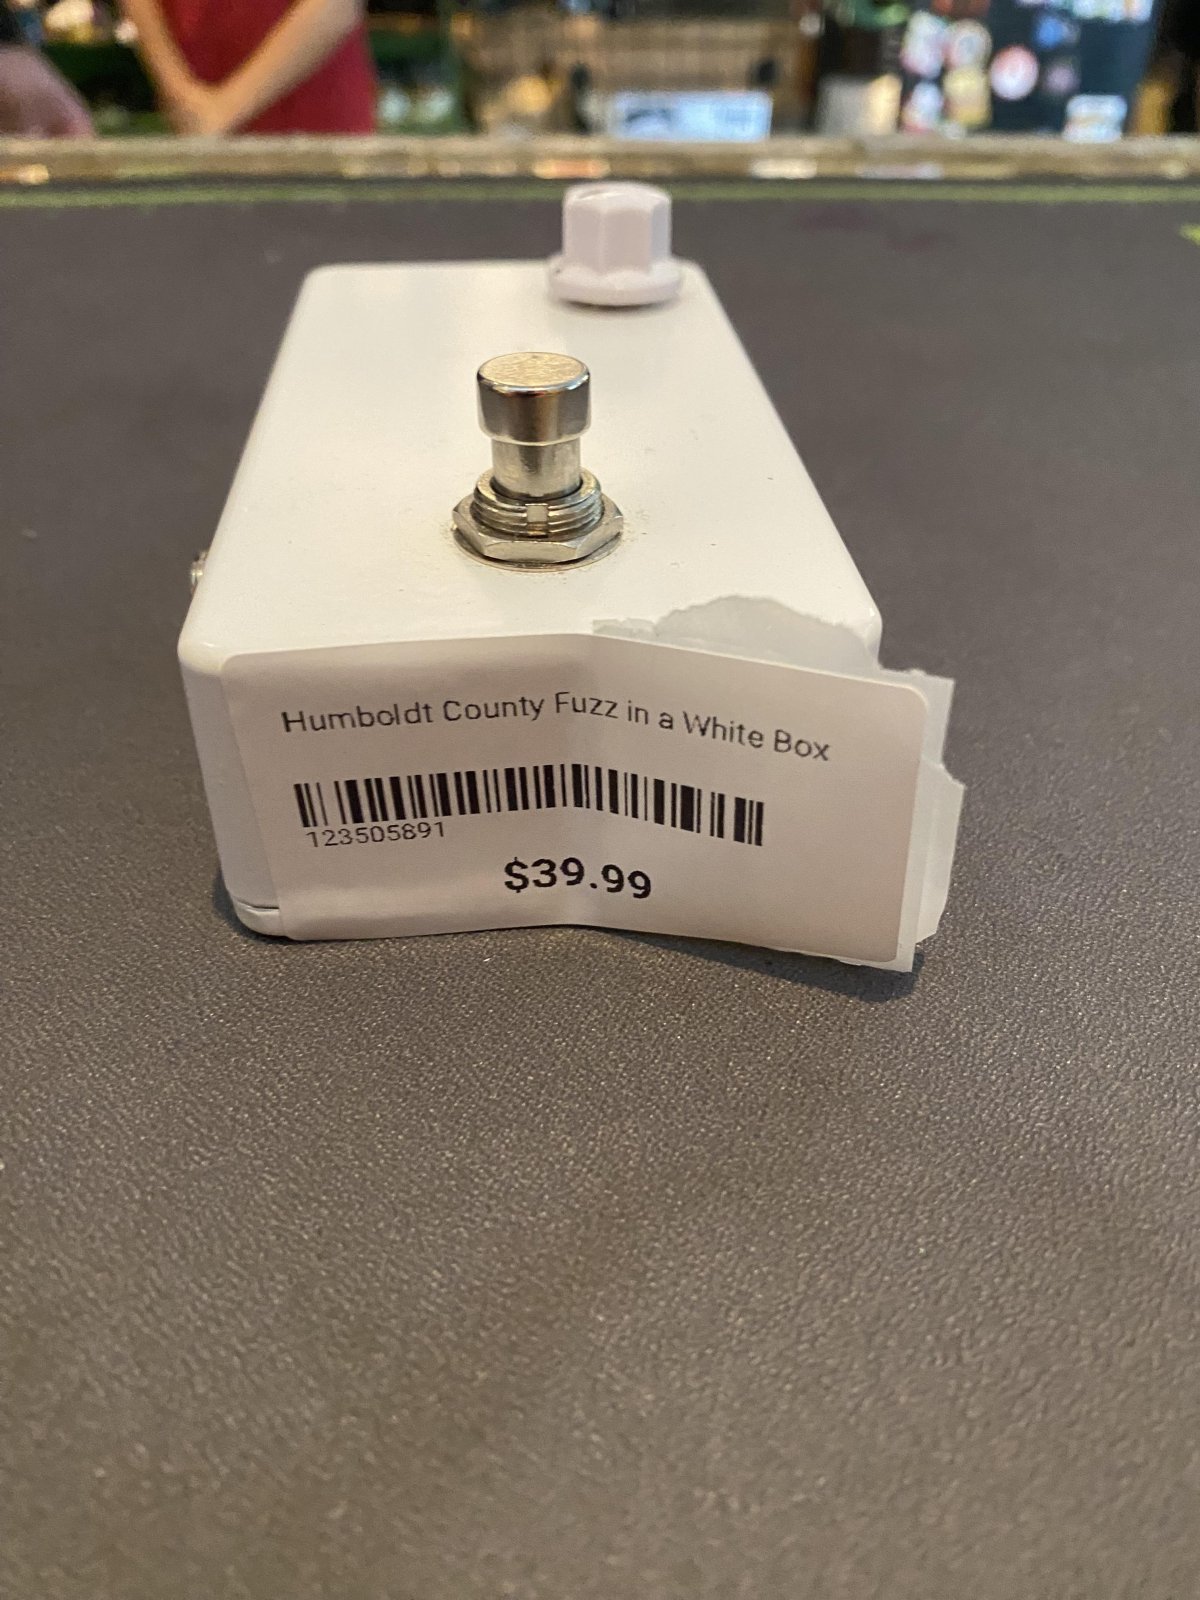 Humboldt County Fuzz in a White Box
123505891
$39.99